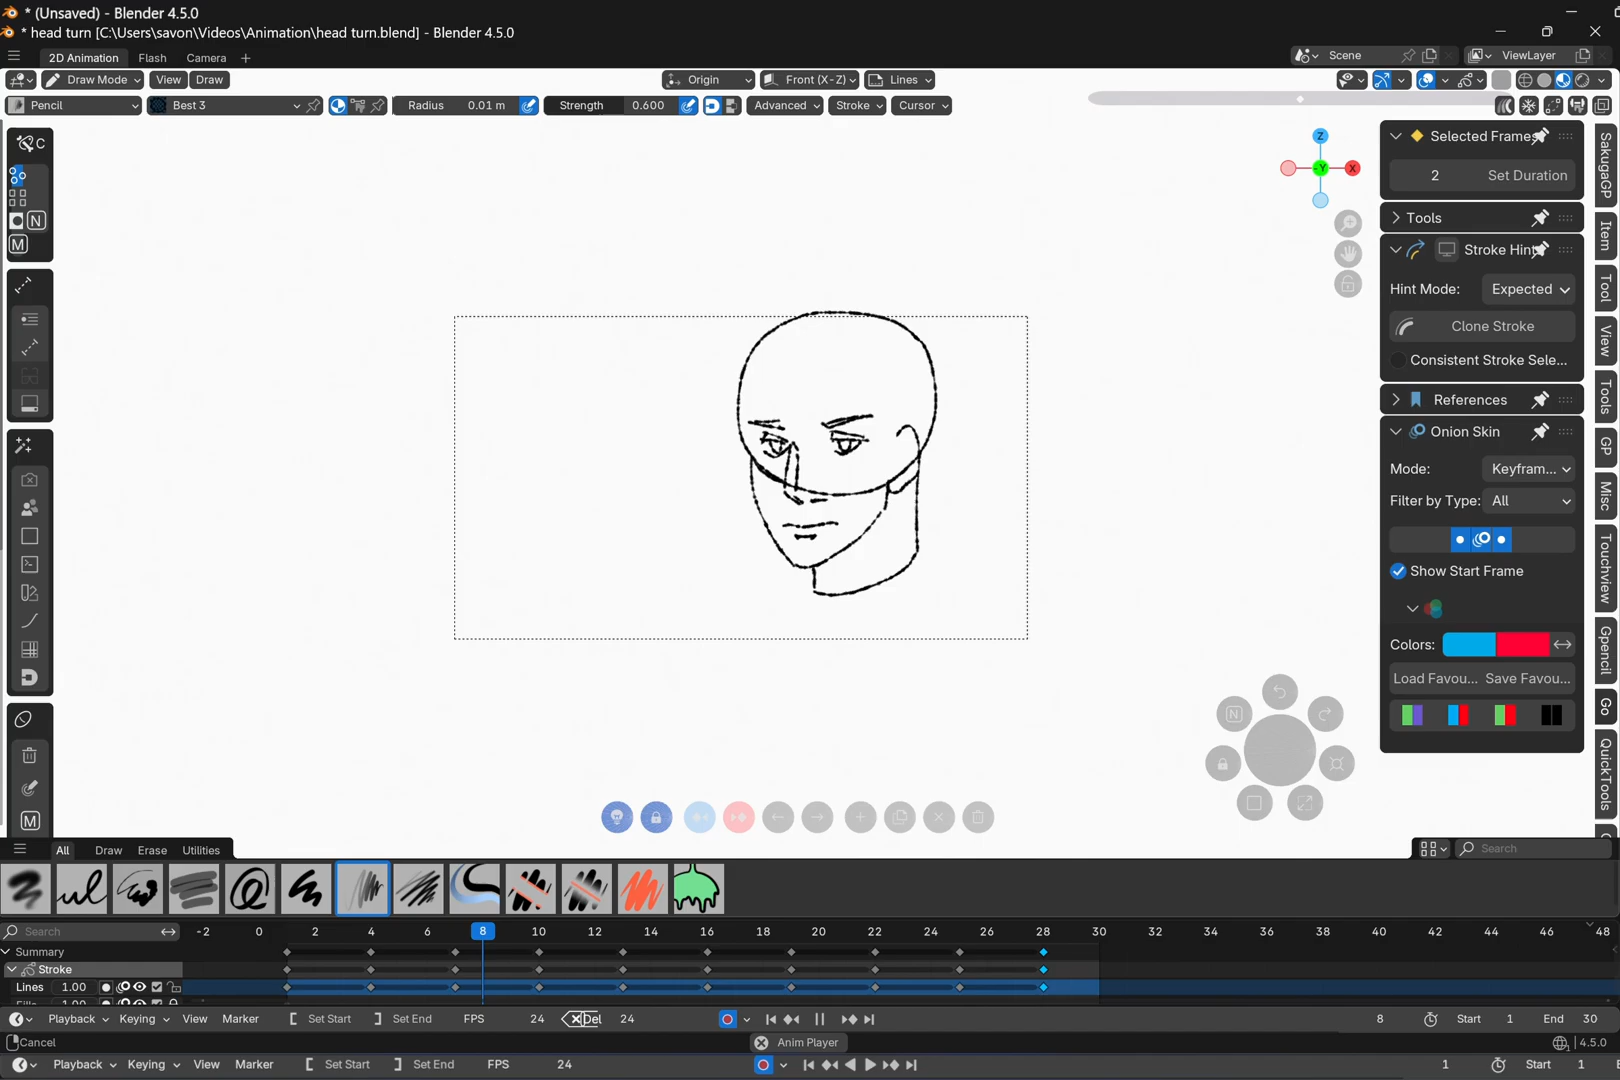 * (Unsaved) - Blender 4.5.0
* head turn [C:\Users\savon\Videos\Animation\head turn.blend] - Blender 4.5.0
2D Animation Flash Camera + Scene ViewLayer
Draw Mode View Draw Origin Front (X-Z) Lines
Pencil Best 3 Radius 0.01 m Strength 0.600 Advanced Stroke Cursor
C
N
M
Z
-Y X
Selected Frames
2 Set Duration
Tools
Stroke Hint
Hint Mode: Expected
Clone Stroke
Consistent Stroke Sele...
References
Onion Skin
Mode: Keyfram...
Filter by Type: All
Show Start Frame
Colors:
Load Favou... Save Favou...
SakugaGP
Item
Tool
View
Tools
GP
Misc
Touchview
Gpencil
Go
QuickTools
N
M
All Draw Erase Utilities Search
Search -2 0 2 4 6 8 10 12 14 16 18 20 22 24 26 28 30 32 34 36 38 40 42 44 46 48
Summary
Stroke
Lines 1.00
Playback Keying View Marker [ Set Start ] Set End FPS 24 Del 24 8 Start 1 End 30
Cancel Anim Player 4.5.0
Playback Keying View Marker [ Set Start ] Set End FPS 24 1 Start 1